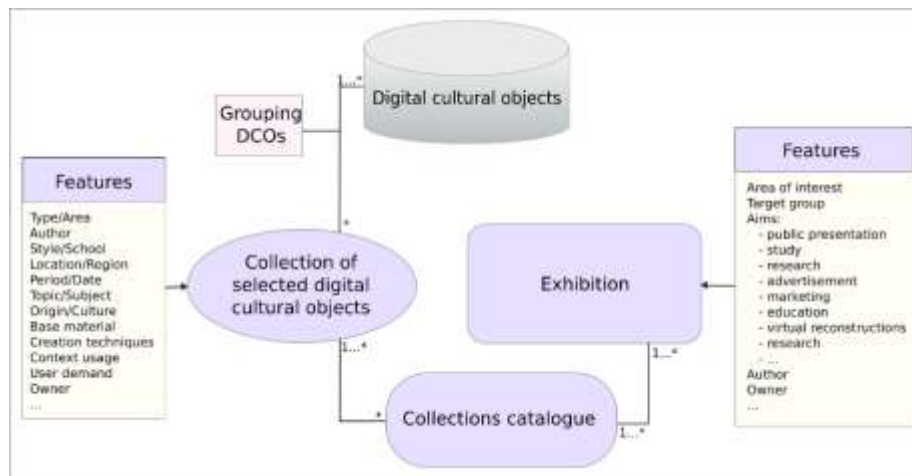 1...*
Digital cultural objects
Grouping
DCOs
Features
Type/Area
Author
Style/School
Location/Region
Period/Date
Topic/Subject
Origin/Culture
Base material
Creation techniques
Context usage
User demand
Owner
...
*
Collection of
selected digital
cultural objects
1...*
*
Collections catalogue
1...*
Exhibition
1...*
Features
Area of interest
Target group
Aims:
- public presentation
- study
- research
- advertisement
- marketing
- education
- virtual reconstructions
- research
- ...
Author
Owner
...